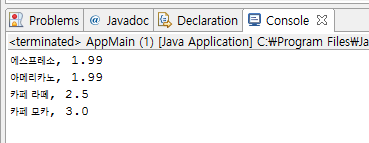 Problems @ Javadoc Declaration Console
<terminated> AppMain (1) [Java Application] C:₩Program Files₩Ja
에스프레소, 1.99
아메리카노, 1.99
카페 라떼, 2.5
카페 모카, 3.0